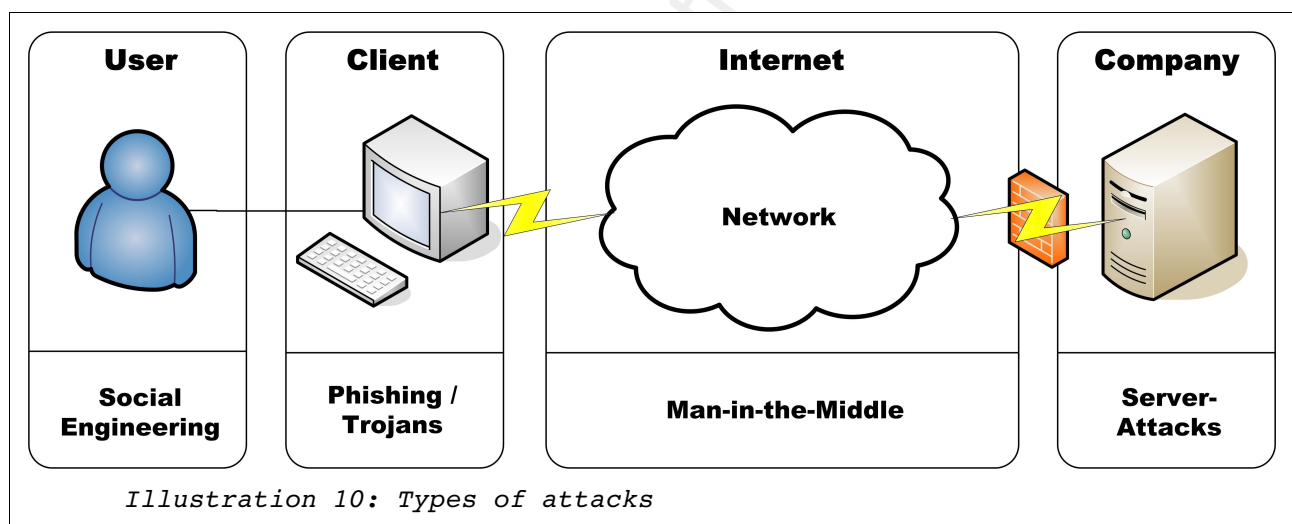 User
Client
Internet
Company
Network
Social
Engineering
Phishing /
Trojans
Man-in-the-Middle
Server-
Attacks
Illustration 10: Types of attacks